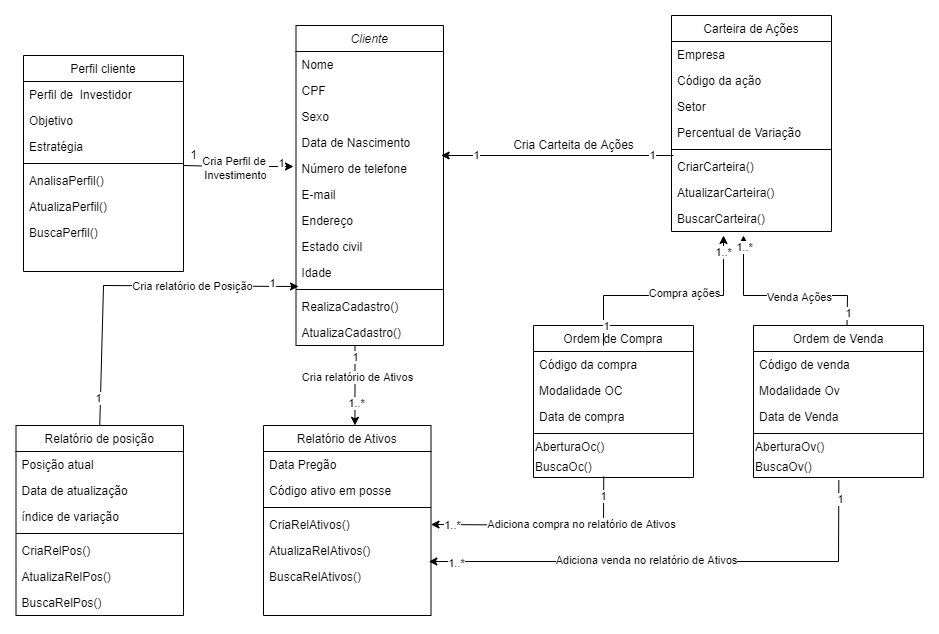 Perfil cliente
Perfil de  Investidor
Objetivo
Estratégia
AnalisaPerfil()
AtualizaPerfil()
BuscaPerfil()
1
Cria Perfil de
Investimento
1
Cliente
Nome
CPF
Sexo
Data de Nascimento
Número de telefone
E-mail
Endereço
Estado civil
Idade
RealizaCadastro()
AtualizaCadastro()
1
Cria Carteita de Ações
1
Carteira de Ações
Empresa
Código da ação
Setor
Percentual de Variação
CriarCarteira()
AtualizarCarteira()
BuscarCarteira()
Cria relatório de Posição
1
1
1
Cria relatório de Ativos
1..*
1..*
Compra ações
1
1..*
Venda Ações
1
Ordem de Compra
Código da compra
Modalidade OC
Data de compra
AberturaOc()
BuscaOc()
Ordem de Venda
Código de venda
Modalidade Ov
Data de Venda
AberturaOv()
BuscaOv()
Relatório de posição
Posição atual
Data de atualização
índice de variação
CriaRelPos()
AtualizaRelPos()
BuscaRelPos()
Relatório de Ativos
Data Pregão
Código ativo em posse
CriaRelAtivos()
AtualizaRelAtivos()
BuscaRelAtivos()
1
1..*
Adiciona compra no relatório de Ativos
1
1..*
Adiciona venda no relatório de Ativos